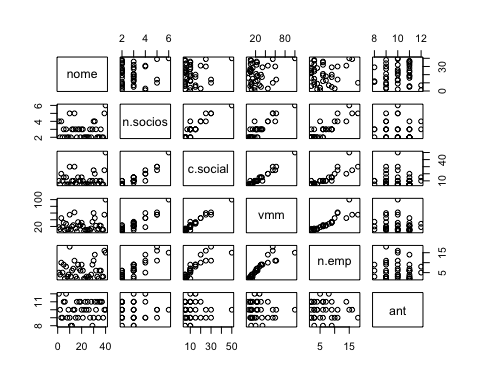 2 4 6 20 80 8 9 10 12
nome 0 30
2 4 6 n.socios
c.social 10 40
20 100 vmm
n.emp 5 15
8 11 ant
0 10 20 30 40 10 30 50 5 15